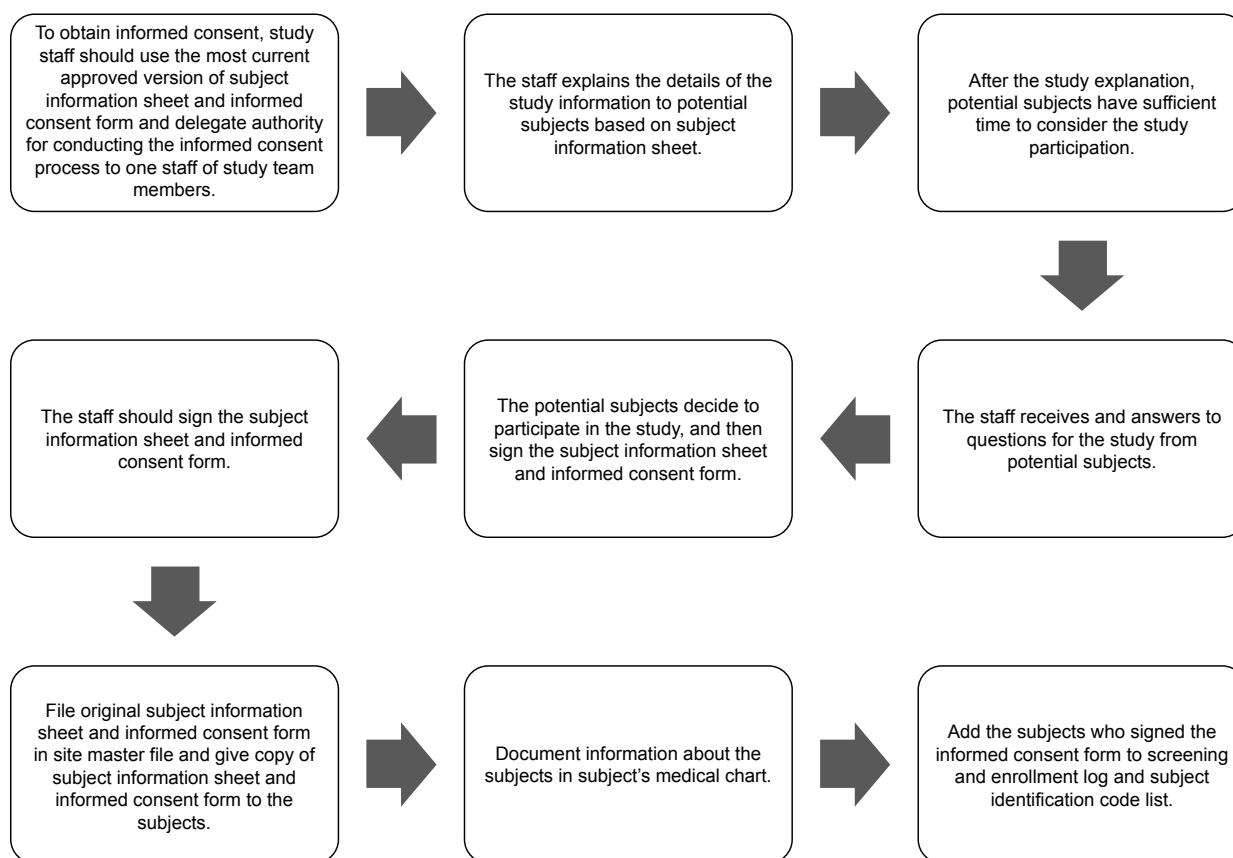 To obtain informed consent, study
staff should use the most current
approved version of subject
information sheet and informed
consent form and delegate authority
for conducting the informed consent
process to one staff of study team
members.
The staff explains the details of the
study information to potential
subjects based on subject
information sheet.
After the study explanation,
potential subjects have sufficient
time to consider the study
participation.
The staff receives and answers to
questions for the study from
potential subjects.
The potential subjects decide to
participate in the study, and then
sign the subject information sheet
and informed consent form.
The staff should sign the subject
information sheet and informed
consent form.
File original subject information
sheet and informed consent form
in site master file and give copy of
subject information sheet and
informed consent form to the
subjects.
Document information about the
subjects in subject’s medical chart.
Add the subjects who signed the
informed consent form to screening
and enrollment log and subject
identification code list.